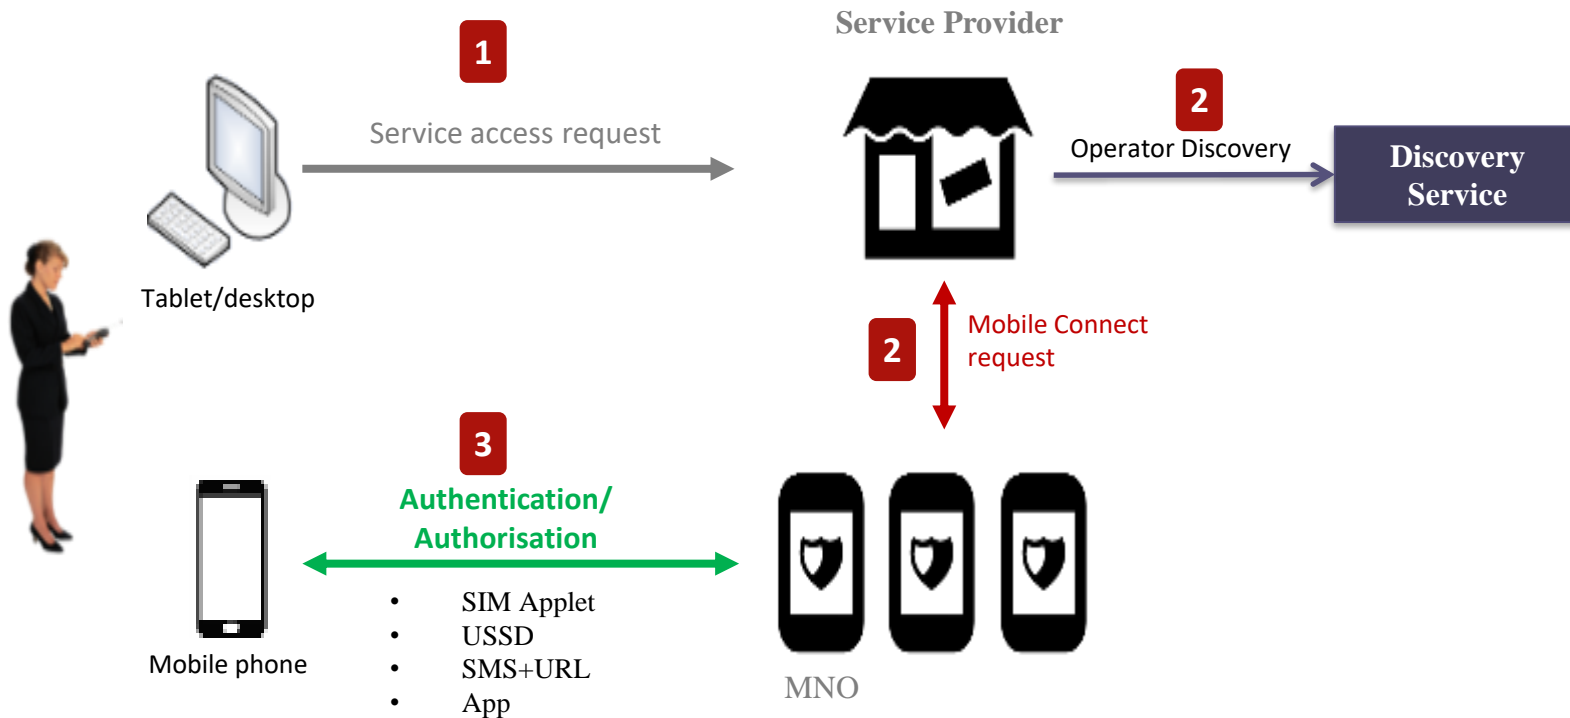 Service Provider
1
2
Service access request
Operator Discovery
Discovery
Service
Tablet/desktop
2
Mobile Connect
request
3
Authentication/
Authorisation
• SIM Applet
• USSD
• SMS+URL
• App
Mobile phone
MNO